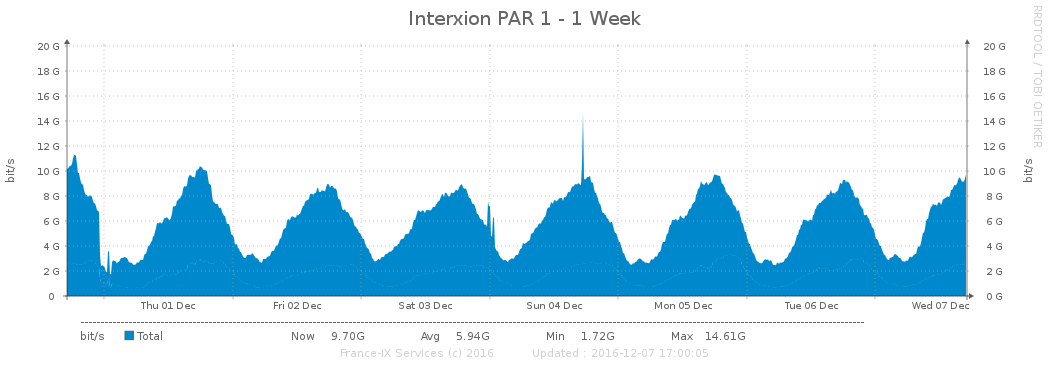 Interxion PAR 1 - 1 Week
RRDTOOL / TOBI OETIKER
bit/s
20 G 20 G
18 G 18 G
16 G 16 G
14 G 14 G
12 G 12 G
10 G 10 G
8 G 8 G
6 G 6 G
4 G 4 G
2 G 2 G
0 0 G
bit/s
Thu 01 Dec Fri 02 Dec Sat 03 Dec Sun 04 Dec Mon 05 Dec Tue 06 Dec Wed 07 Dec
bit/s Total Now 9.70G Avg 5.94G Min 1.72G Max 14.61G
France-IX Services (c) 2016 Updated : 2016-12-07 17:00:05